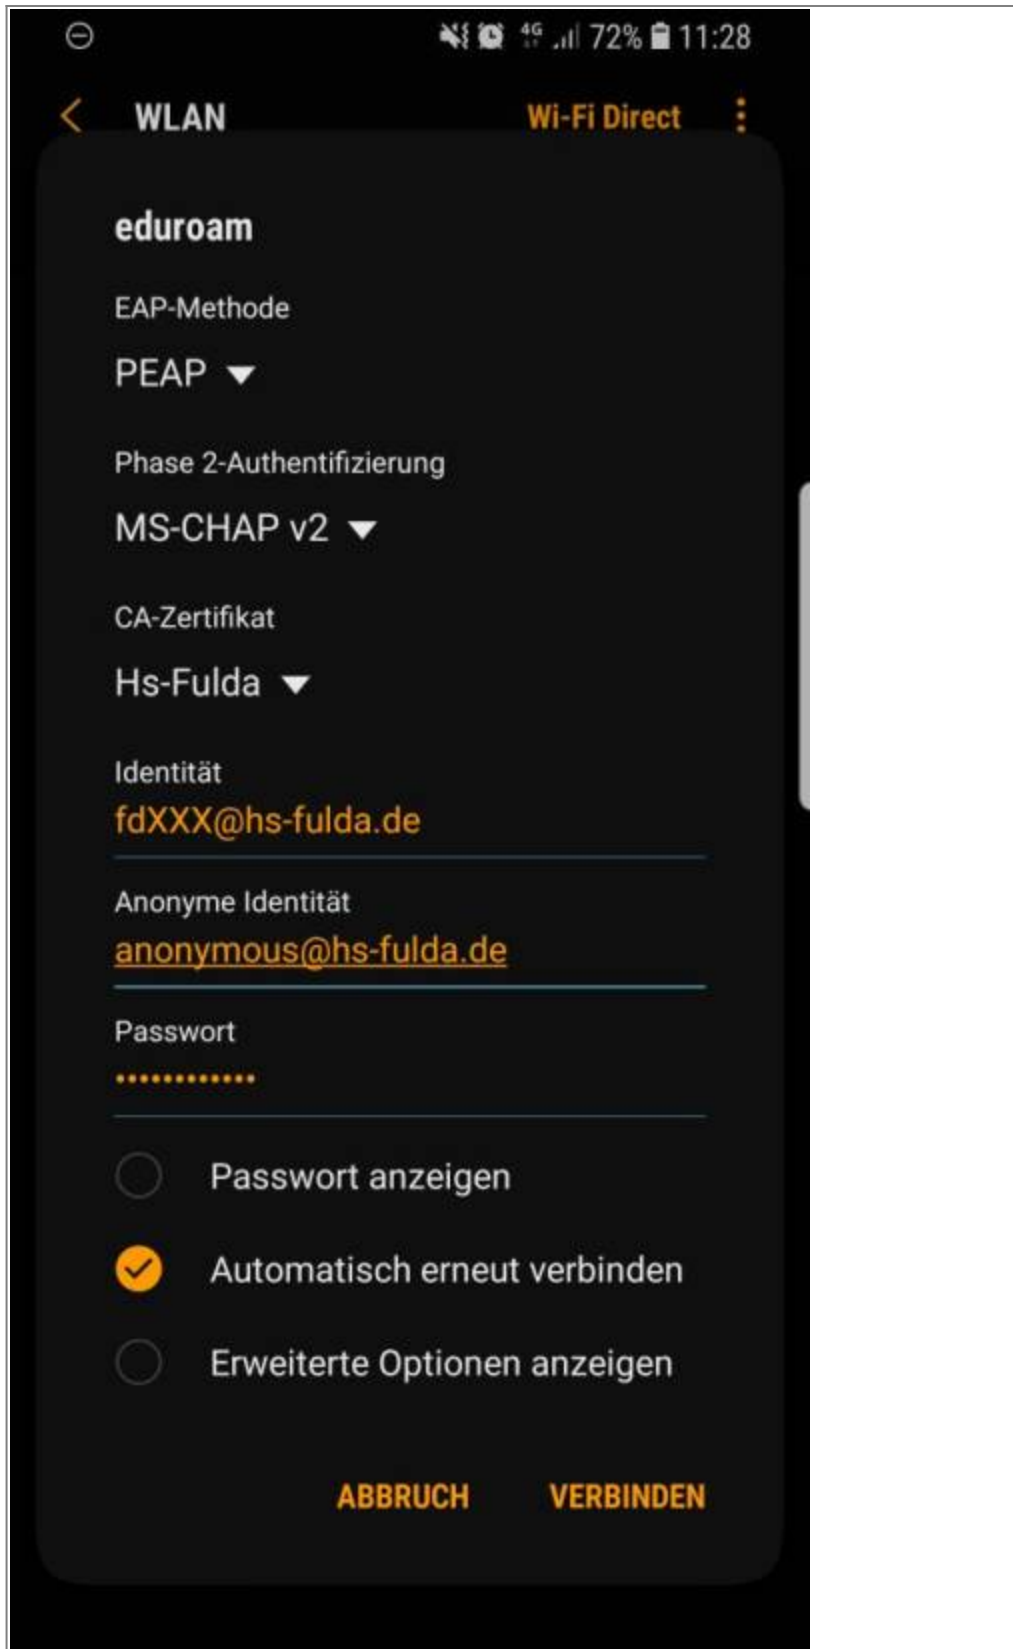 4G 72% 11:28
WLAN Wi-Fi Direct
eduroam
EAP-Methode
PEAP
Phase 2-Authentifizierung
MS-CHAP v2
CA-Zertifikat
Hs-Fulda
Identität
fdXXX@hs-fulda.de
Anonyme Identität
anonymous@hs-fulda.de
Passwort
••••••••••••
Passwort anzeigen
Automatisch erneut verbinden
Erweiterte Optionen anzeigen
ABBRUCH VERBINDEN